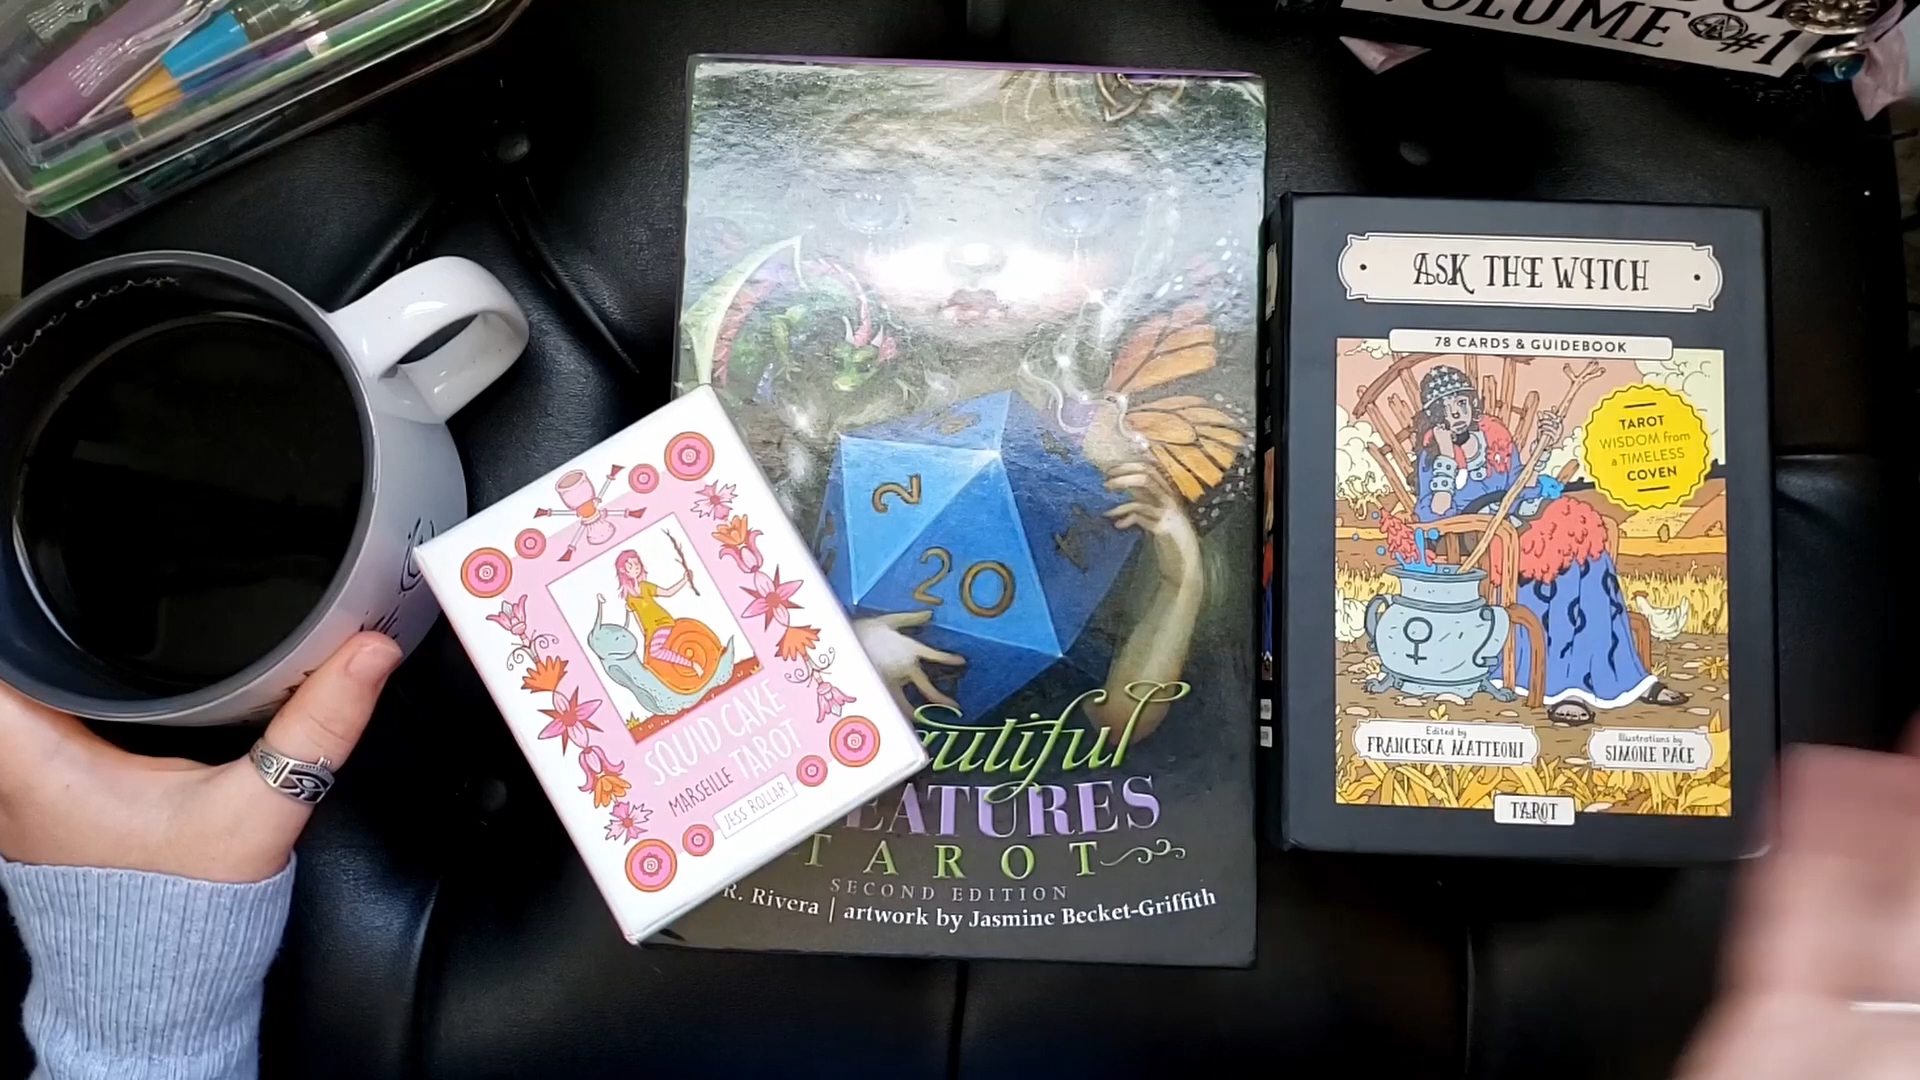 VOLUME #1
2
20
eautiful
EATURES
TAROT
SECOND EDITION
R. Rivera | artwork by Jasmine Becket-Griffith
SQUID CAKE
MARSEILLE TAROT
JESS ROLLAR
ASK THE WITCH
78 CARDS & GUIDEBOOK
TAROT
WISDOM from
a TIMELESS
COVEN
Edited by
FRANCESCA MATTEONI
Illustrations by
SIMONE PACE
TAROT